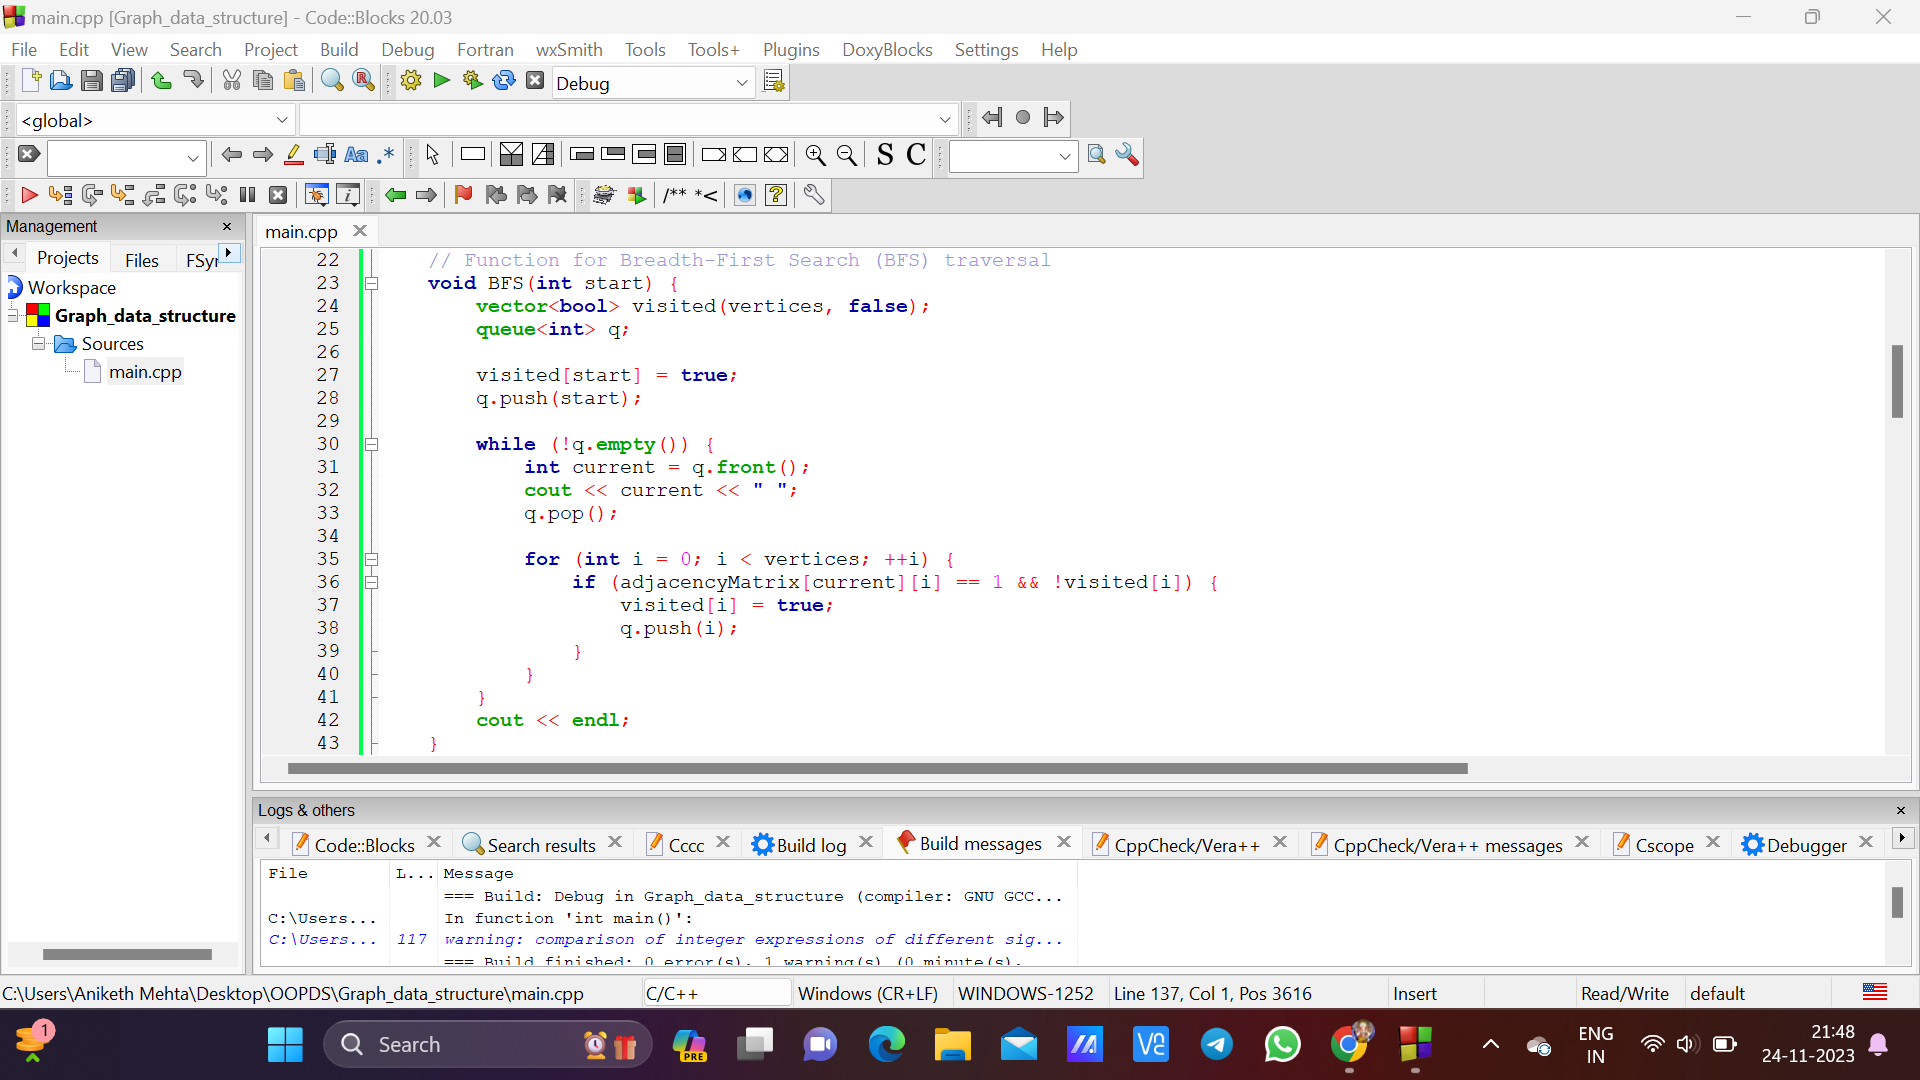 main.cpp [Graph_data_structure] - Code::Blocks 20.03
File Edit View Search Project Build Debug Fortran wxSmith Tools Tools+ Plugins DoxyBlocks Settings Help
Debug
<global>
Aa .* S C
/** *<
Management
main.cpp
Projects Files FSyr
Workspace
Graph_data_structure
Sources
main.cpp
22 // Function for Breadth-First Search (BFS) traversal
23 void BFS(int start) {
24 vector<bool> visited(vertices, false);
25 queue<int> q;
26
27 visited[start] = true;
28 q.push(start);
29
30 while (!q.empty()) {
31 int current = q.front();
32 cout << current << " ";
33 q.pop();
34
35 for (int i = 0; i < vertices; ++i) {
36 if (adjacencyMatrix[current][i] == 1 && !visited[i]) {
37 visited[i] = true;
38 q.push(i);
39 }
40 }
41 }
42 cout << endl;
43 }
Logs & others
Code::Blocks Search results Cccc Build log Build messages CppCheck/Vera++ CppCheck/Vera++ messages Cscope Debugger
File L... Message
=== Build: Debug in Graph_data_structure (compiler: GNU GCC...
C:\Users... In function 'int main()':
C:\Users... 117 warning: comparison of integer expressions of different sig...
=== Build finished: 0 error(s), 1 warning(s) (0 minute(s),
C:\Users\Aniketh Mehta\Desktop\OOPDS\Graph_data_structure\main.cpp C/C++ Windows (CR+LF) WINDOWS-1252 Line 137, Col 1, Pos 3616 Insert Read/Write default
1
Search
PRE
ENG
IN
21:48
24-11-2023